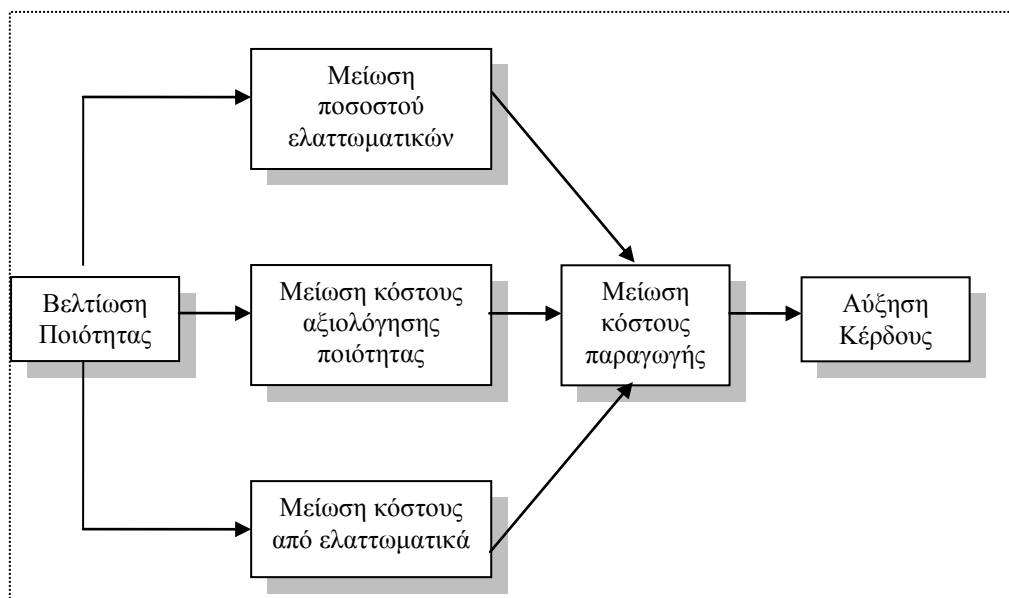 Μείωση
ποσοστού
ελαττωματικών
Βελτίωση
Ποιότητας
Μείωση κόστους
αξιολόγησης
ποιότητας
Μείωση
κόστους
παραγωγής
Αύξηση
Κέρδους
Μείωση κόστους
από ελαττωματικά